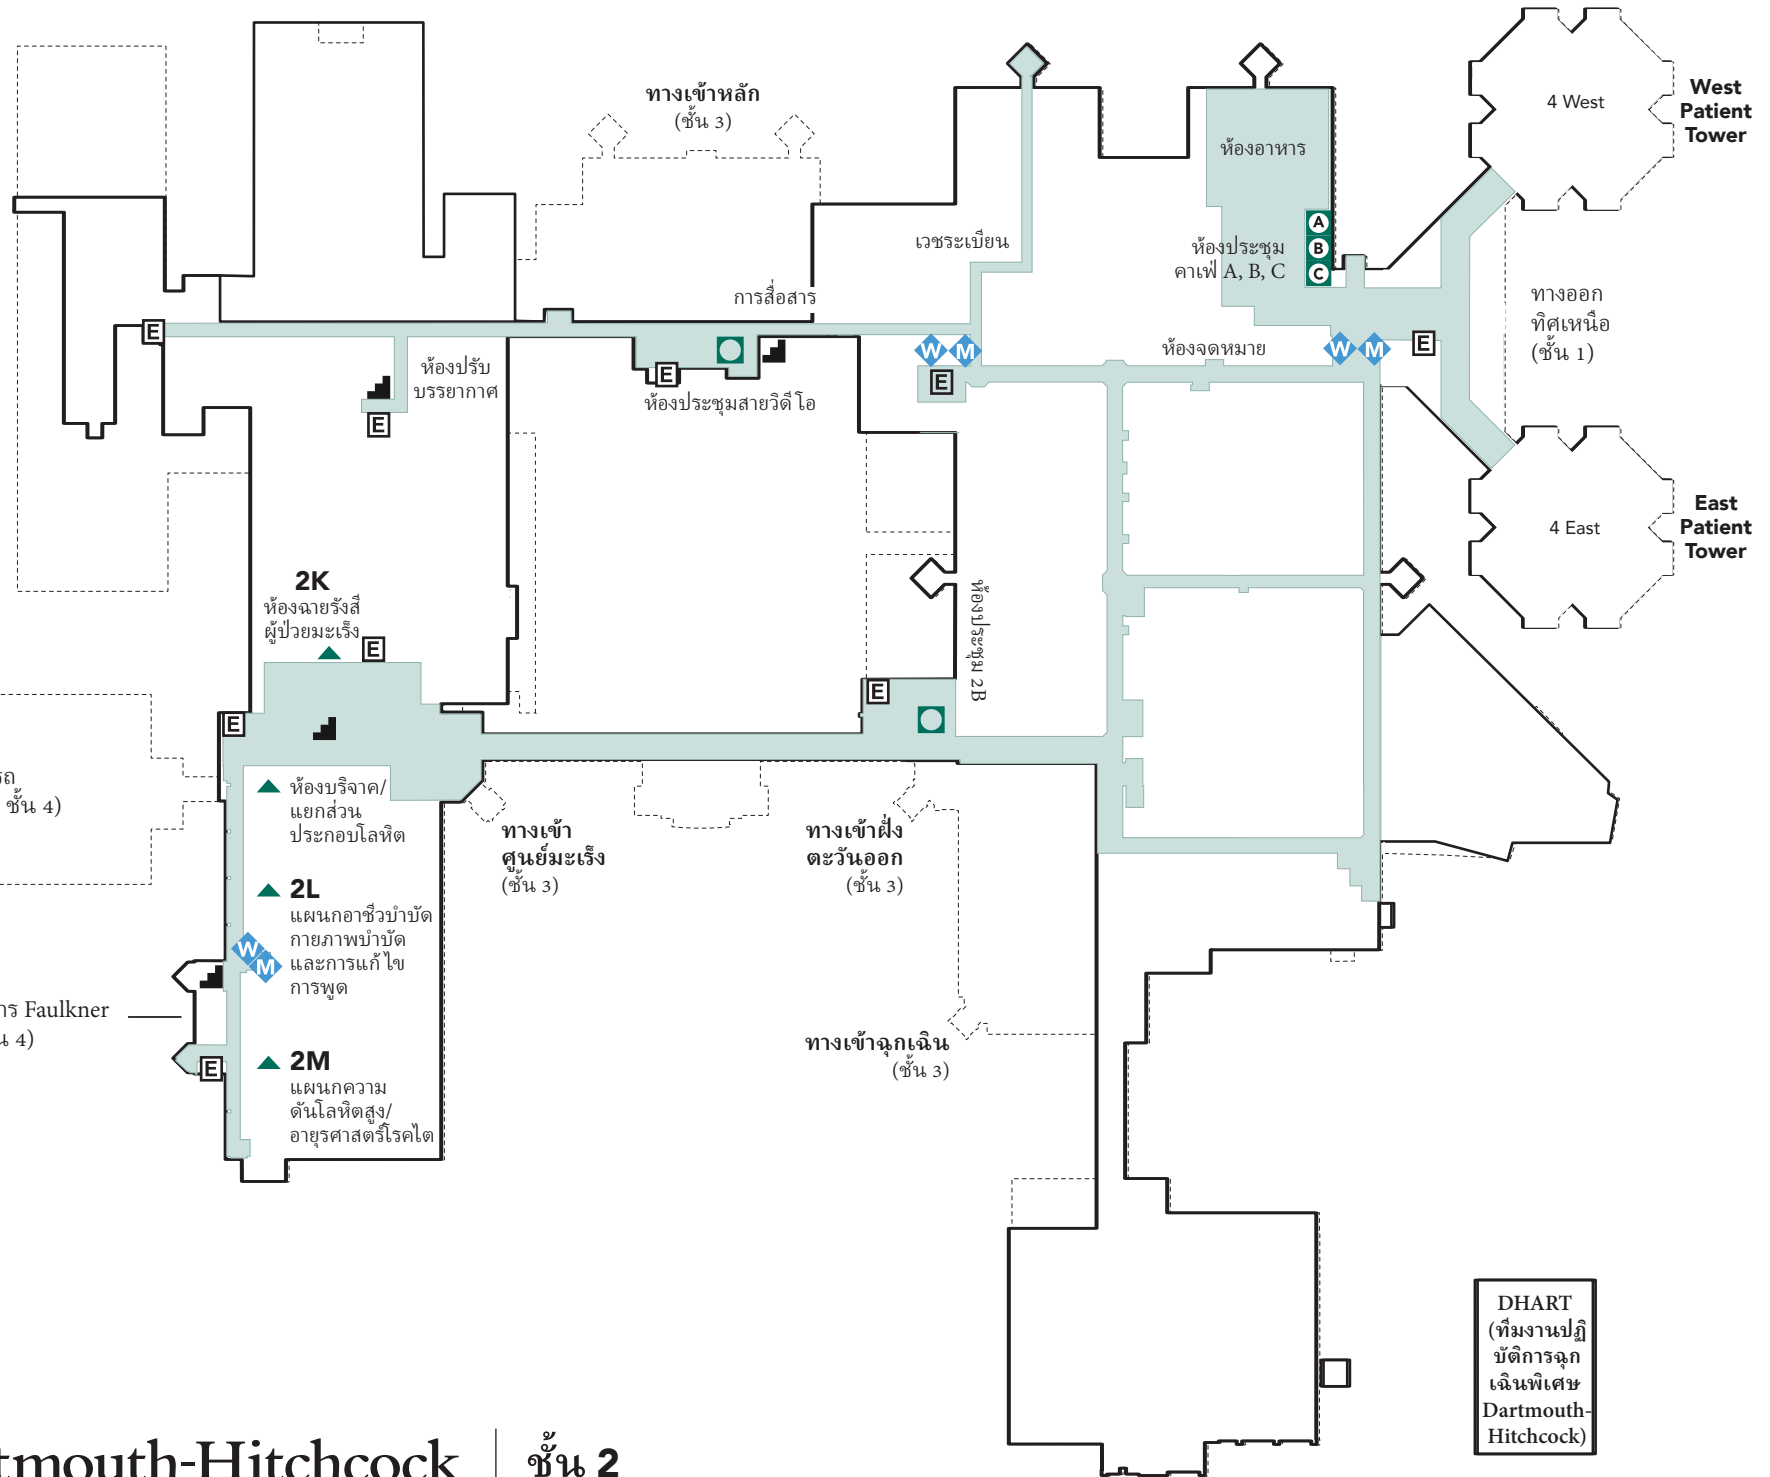 ทางเข้าหลัก
(ชั้น 3)
4 West
West
Patient
Tower
ห้องอาหาร
A
B
C
เวชระเบียน
ห้องประชุม
คาเฟ่ A, B, C
การสื่อสาร
ทางออก
ทิศเหนือ
(ชั้น 1)
E
ห้องปรับ
บรรยากาศ
E
E
ห้องประชุมสายวิดีโอ
W M
E
ห้องจดหมาย
W M
E
4 East
East
Patient
Tower
2K
ห้องฉายรังสี
ผู้ป่วยมะเร็ง
E
ห้องประชุม 2B
E
E
ชั้น 4)
ห้องบริจาค/
แยกส่วน
ประกอบโลหิต
ทางเข้า
ศูนย์มะเร็ง
(ชั้น 3)
ทางเข้าฝั่ง
ตะวันออก
(ชั้น 3)
2L
แผนกอาชีวบำบัด
กายภาพบำบัด
และการแก้ไข
การพูด
W
M
Faulkner
4)
ทางเข้าฉุกเฉิน
(ชั้น 3)
E
2M
แผนกความ
ดันโลหิตสูง/
อายุรศาสตร์โรคไต
DHART
(ทีมงานปฏิ
บัติการฉุก
เฉินพิเศษ
Dartmouth-
Hitchcock)
tmouth-Hitchcock
ชั้น 2